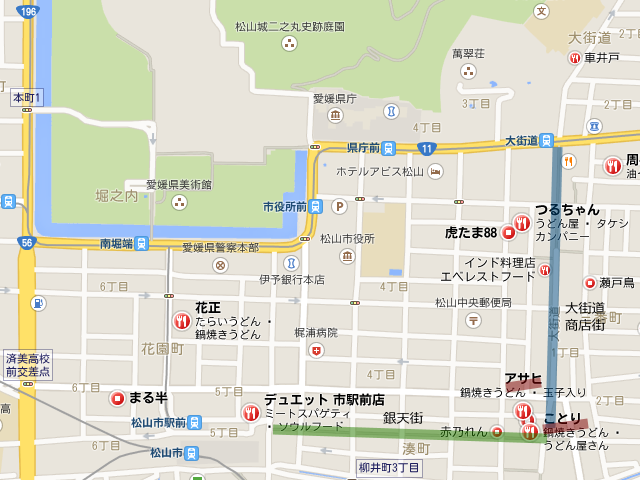 196
松山城二之丸史跡庭園
文
大街道
2丁目
車井戸
萬翠荘
3丁目
2丁目
本町1
愛媛県庁
4丁目
県庁前
11
大街道
ホテルアビス松山
愛媛県美術館
堀之内
市役所前
P
つるちゃん
うどん屋・タケシ
カンパニー
虎たま88
56
南堀端
愛媛県警察本部
松山市役所
インド料理店
エベレストフード
伊予銀行本店
4丁目
瀬戸鳥
松山中央郵便局
大街道
商店街
大街道
花正
たらいうどん・
鍋焼きうどん
梶浦病院
花園町
済美高校
前交差点
1丁目
アサヒ
鍋焼きうどん・玉子入り
まる半
デュエット 市駅前店
ミートスパゲティ
・ソウルフード
銀天街
ことり
鍋焼きうどん・
うどん屋さん
松山市駅前
5丁目
赤乃れん
松山市
6丁目
湊町
柳井町3丁目